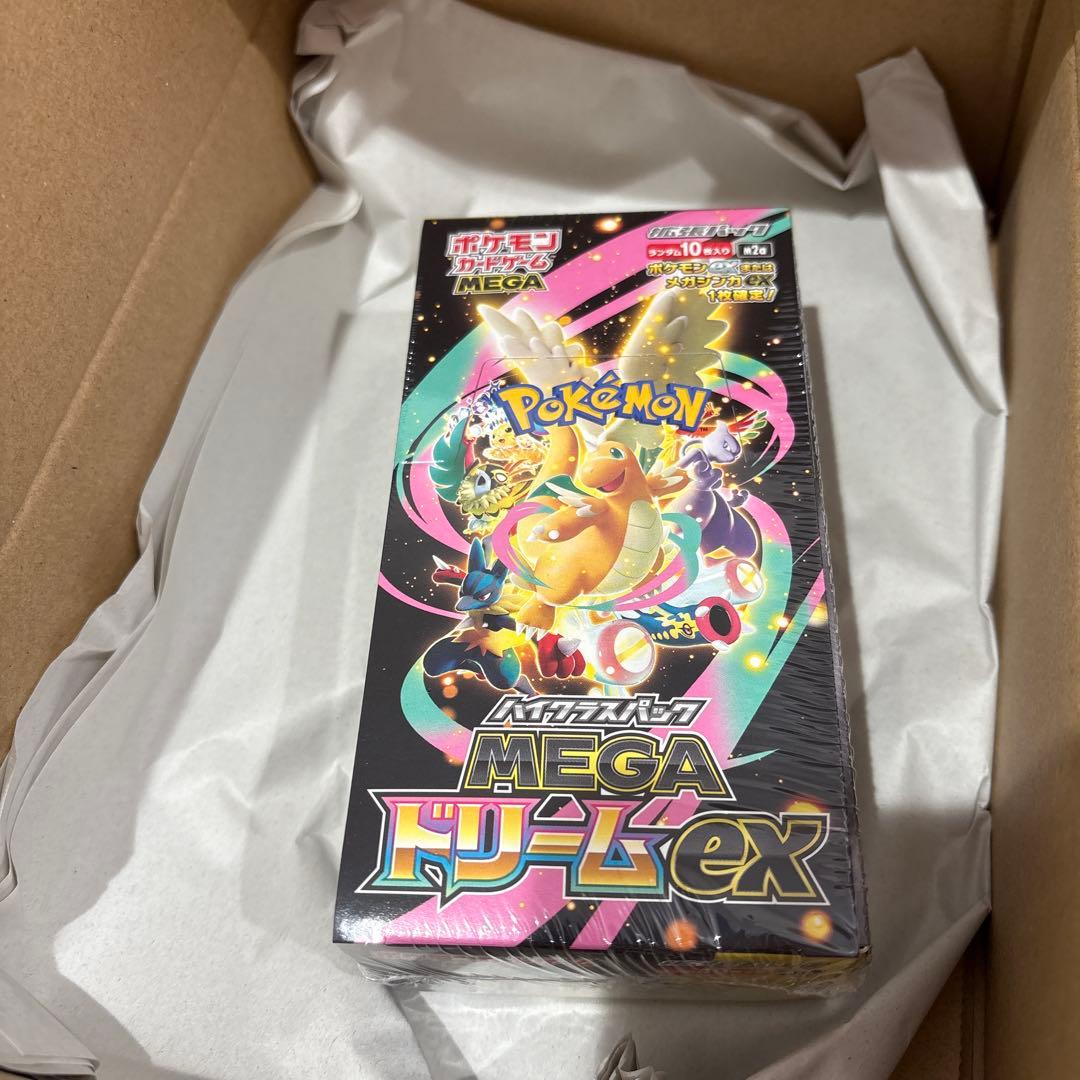 ポケモン
カードゲーム
MEGA
拡張パック
ランダム10枚入り M2a
ポケモンexまたは
メガシンカex
1枚確定!
POKéMON
TM
ハイクラスパック
MEGA
ドリームex